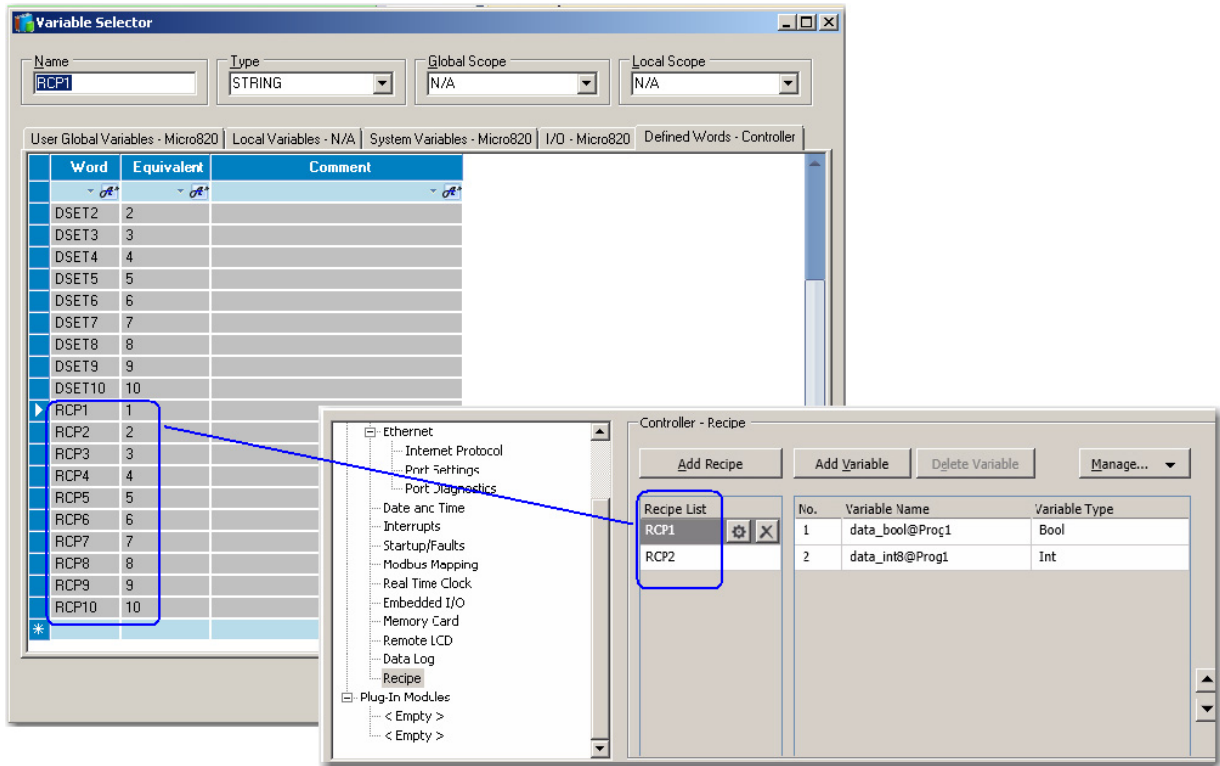 Variable Selector
Name
Type
Global Scope
Local Scope
RCP1
STRING
N/A
N/A
User Global Variables - Micro820
Local Variables - N/A
System Variables - Micro820
I/O - Micro820
Defined Words - Controller
Word Equivalent Comment
DSET2 2
DSET3 3
DSET4 4
DSET5 5
DSET6 6
DSET7 7
DSET8 8
DSET9 9
DSET10 10
RCP1 1
RCP2 2
RCP3 3
RCP4 4
RCP5 5
RCP6 6
RCP7 7
RCP8 8
RCP9 9
RCP10 10
Ethernet
Internet Protocol
Port Settings
Port Diagnostics
Date and Time
Interrupts
Startup/Faults
Modbus Mapping
Real Time Clock
Embedded I/O
Memory Card
Remote LCD
Data Log
Recipe
Plug-In Modules
< Empty >
< Empty >
Controller - Recipe
Add Recipe
Add Variable
Delete Variable
Manage...
Recipe List
RCP1
RCP2
No. Variable Name Variable Type
1 data_bool@Prog1 Bool
2 data_int8@Prog1 Int